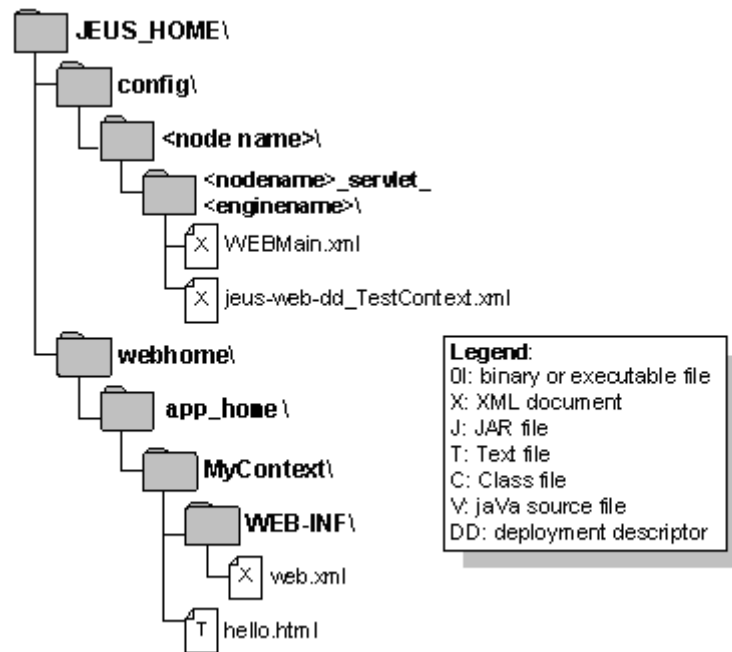 JEUS_HOME\
config\
<node name>\
<nodename>_servlet_
<enginename>\
X WEBMain.xml
X jeus-web-dd_TestContext.xml
webhome\
app_home\
MyContext\
WEB-INF\
X web.xml
T hello.html
Legend:
0I: binary or executable file
X: XML document
J: JAR file
T: Text file
C: Class file
V: jaVa source file
DD: deployment descriptor